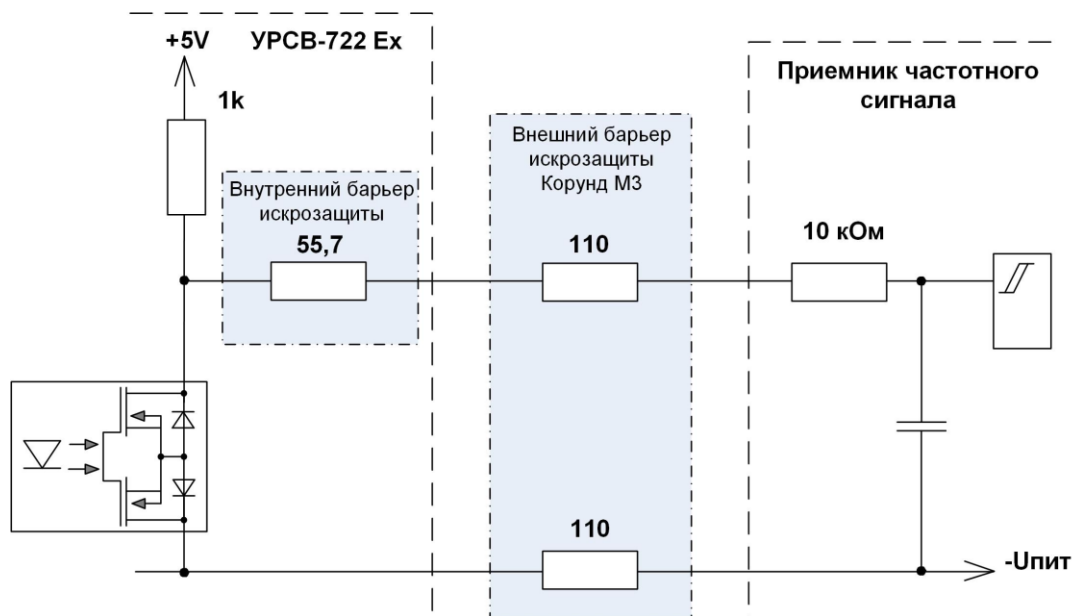 +5V
УРСВ-722 Ex
1k
Внутренний барьер
искрозащиты
55,7
Внешний барьер
искрозащиты
Корунд М3
110
Приемник частотного
сигнала
10 кОм
110
-Uпит